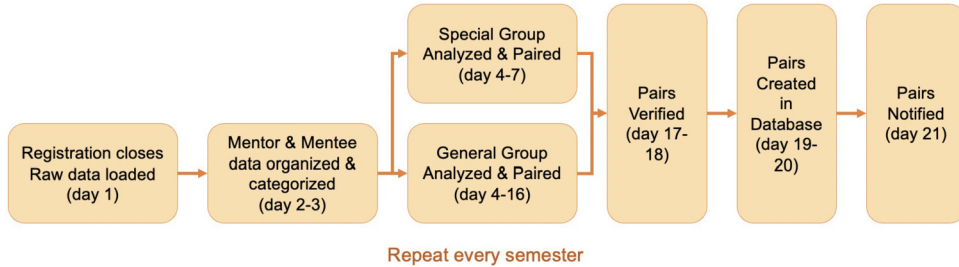 Registration closes
Raw data loaded
(day 1)
Mentor & Mentee
data organized &
categorized
(day 2-3)
Special Group
Analyzed & Paired
(day 4-7)
General Group
Analyzed & Paired
(day 4-16)
Pairs
Verified
(day 17-
18)
Pairs
Created
in
Database
(day 19-
20)
Pairs
Notified
(day 21)
Repeat every semester